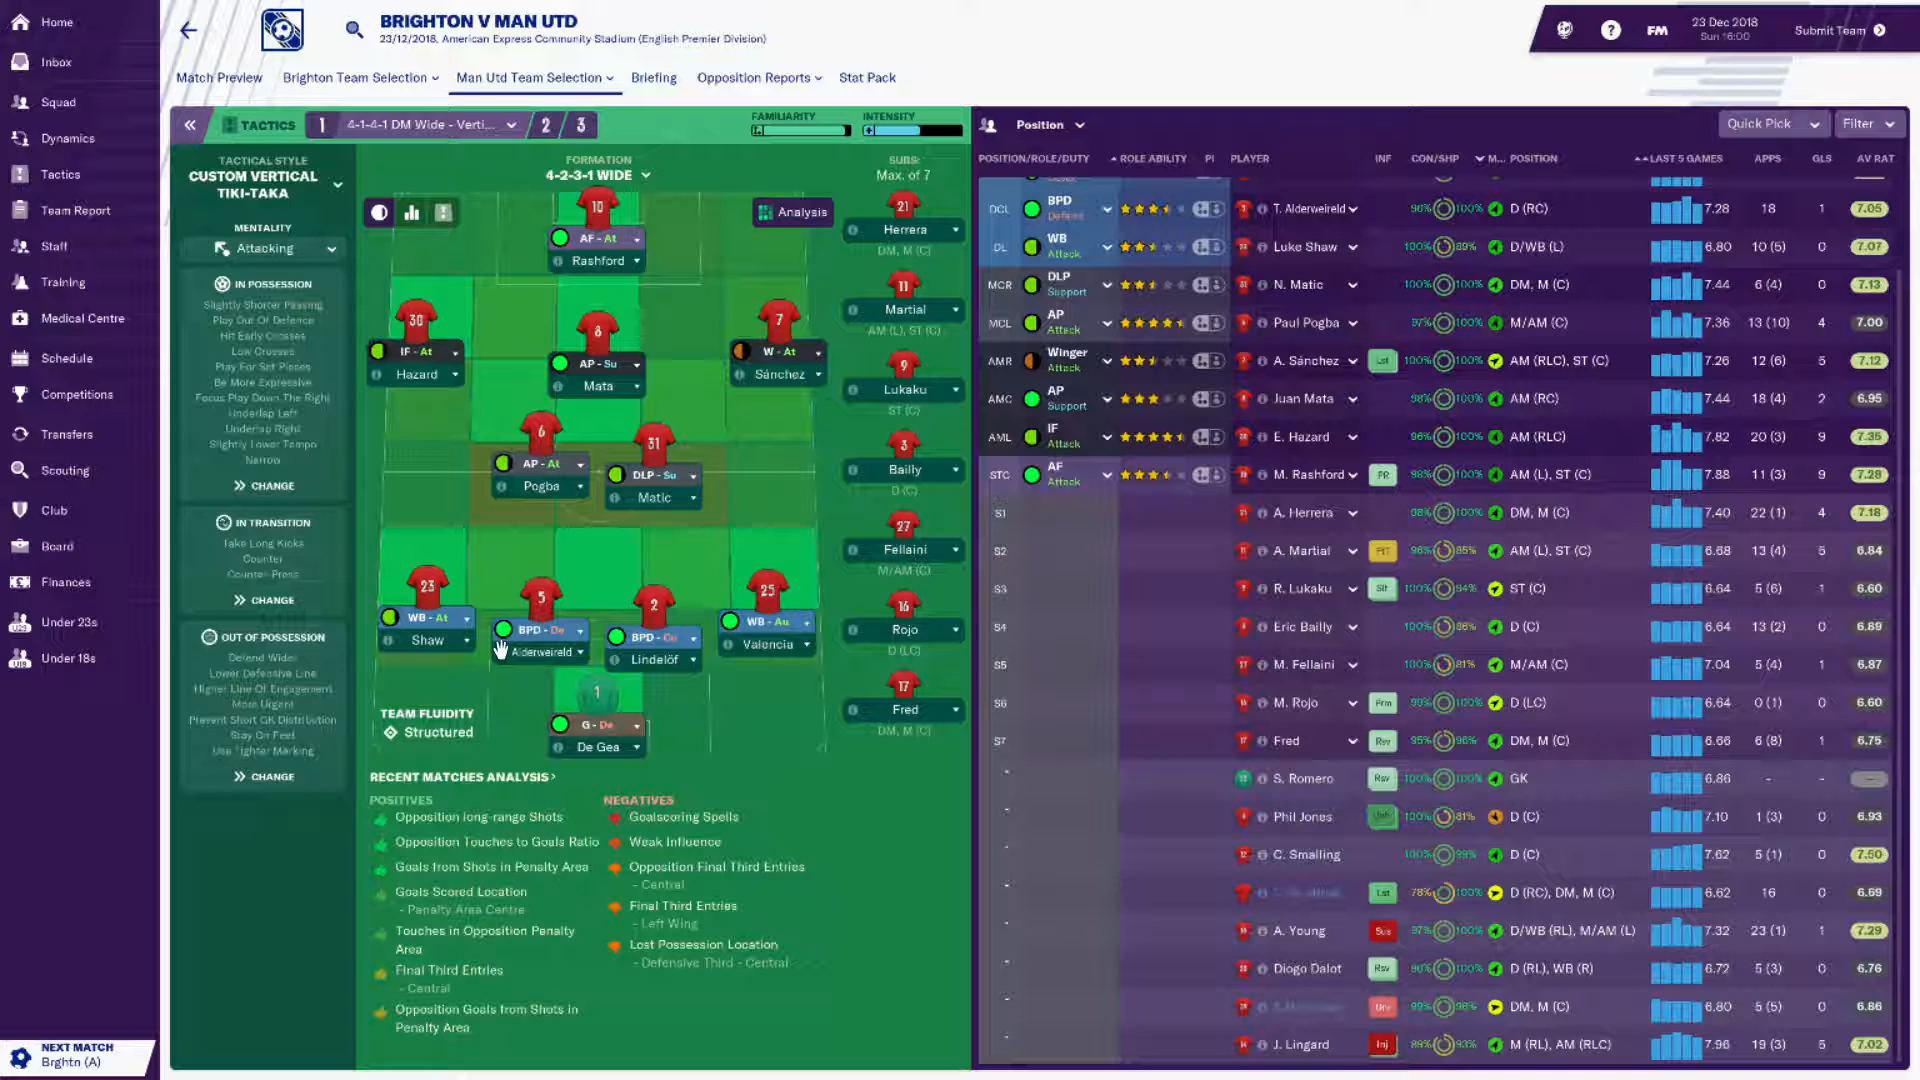 Home
Inbox
Squad
Dynamics
Tactics
Team Report
Staff
Training
Medical Centre
Schedule
Competitions
Transfers
Scouting
Club
Board
Finances
Under 23s
Under 18s
NEXT MATCH
Brghtn (A)
BRIGHTON V MAN UTD
23/12/2018, American Express Community Stadium (English Premier Division)
FM
23 Dec 2018
Sun 16:00
Submit Team
Match Preview
Brighton Team Selection
Man Utd Team Selection
Briefing
Opposition Reports
Stat Pack
TACTICS
1
4-1-4-1 DM Wide - Verti...
2
3
FAMILIARITY
INTENSITY
TACTICAL STYLE
CUSTOM VERTICAL
TIKI-TAKA
MENTALITY
Attacking
IN POSSESSION
Slightly Shorter Passing
Play Out Of Defence
Hit Early Crosses
Low Crosses
Play For Set Pieces
Be More Expressive
Focus Play Down The Right
Underlap Left
Underlap Right
Slightly Lower Tempo
Narrow
CHANGE
IN TRANSITION
Take Long Kicks
Counter
Counter-Press
CHANGE
OUT OF POSSESSION
Defend Wider
Lower Defensive Line
Higher Line Of Engagement
More Urgent
Prevent Short GK Distribution
Stay On Feet
Use Tighter Marking
CHANGE
FORMATION
4-2-3-1 WIDE
Analysis
10
AF - At
Rashford
30
IF - At
Hazard
8
AP - Su
Mata
7
W - At
Sánchez
6
AP - At
Pogba
31
DLP - Su
Matic
23
WB - At
Shaw
5
BPD - De
Alderweireld
2
BPD
Lindelöf
25
WB - Au
Valencia
1
G - De
De Gea
TEAM FLUIDITY
Structured
SUBS:
Max. of 7
21
Herrera
DM, M (C)
11
Martial
AM (L), ST (C)
9
Lukaku
ST (C)
3
Bailly
D (C)
27
Fellaini
M/AM (C)
16
Rojo
D (LC)
17
Fred
DM, M (C)
RECENT MATCHES ANALYSIS>
POSITIVES
Opposition long-range Shots
Opposition Touches to Goals Ratio
Goals from Shots in Penalty Area
Goals Scored Location
- Penalty Area Centre
Touches in Opposition Penalty
Area
Final Third Entries
- Central
Opposition Goals from Shots in
Penalty Area
NEGATIVES
Goalscoring Spells
Weak Influence
Opposition Final Third Entries
- Central
Final Third Entries
- Left Wing
Lost Possession Location
- Defensive Third - Central
Position
Quick Pick
Filter
POSITION/ROLE/DUTY ROLE ABILITY PI PLAYER INF CON/SHP M... POSITION LAST 5 GAMES APPS GLS AV RAT
DCL BPD Defend T. Alderweireld 96% 100% D (RC) 7.28 18 1 7.05
DL WB Attack Luke Shaw 100% 89% D/WB (L) 6.80 10 (5) 0 7.07
MCR DLP Support N. Matic 100% 100% DM, M (C) 7.44 6 (4) 0 7.13
MCL AP Attack Paul Pogba 97% 100% M/AM (C) 7.36 13 (10) 4 7.00
AMR Winger Attack A. Sánchez Lst 100% 100% AM (RLC), ST (C) 7.26 12 (6) 5 7.12
AMC AP Support Juan Mata 98% 100% AM (RC) 7.44 18 (4) 2 6.95
AML IF Attack E. Hazard 96% 100% AM (RLC) 7.82 20 (3) 9 7.35
STC AF Attack M. Rashford PR 98% 100% AM (L), ST (C) 7.88 11 (3) 9 7.28
S1 A. Herrera 98% 100% DM, M (C) 7.40 22 (1) 4 7.18
S2 A. Martial 96% 85% AM (L), ST (C) 6.68 13 (4) 5 6.84
S3 R. Lukaku Slt 100% 94% ST (C) 6.64 5 (6) 1 6.60
S4 Eric Bailly 100% 86% D (C) 6.64 13 (2) 0 6.89
S5 M. Fellaini 100% 81% M/AM (C) 7.04 5 (4) 1 6.87
S6 M. Rojo Prm 99% 100% D (LC) 6.64 0 (1) 0 6.60
S7 Fred Rsv 95% 96% DM, M (C) 6.66 6 (8) 1 6.75
- S. Romero Rsv 100% 100% GK 6.86 - -
- Phil Jones 100% 81% D (C) 7.10 1 (3) 0 6.93
- C. Smalling 100% 99% D (C) 7.62 5 (1) 0 7.50
- Lst 78% 100% D (RC), DM, M (C) 6.62 16 0 6.69
- A. Young Sus 97% 100% D/WB (RL), M/AM (L) 7.32 23 (1) 1 7.29
- Diogo Dalot Rsv 90% 100% D (RL), WB (R) 6.72 5 (3) 0 6.76
- 99% 96% DM, M (C) 6.80 5 (5) 0 6.86
- J. Lingard Inj 89% 93% M (RL), AM (RLC) 7.96 19 (3) 5 7.02